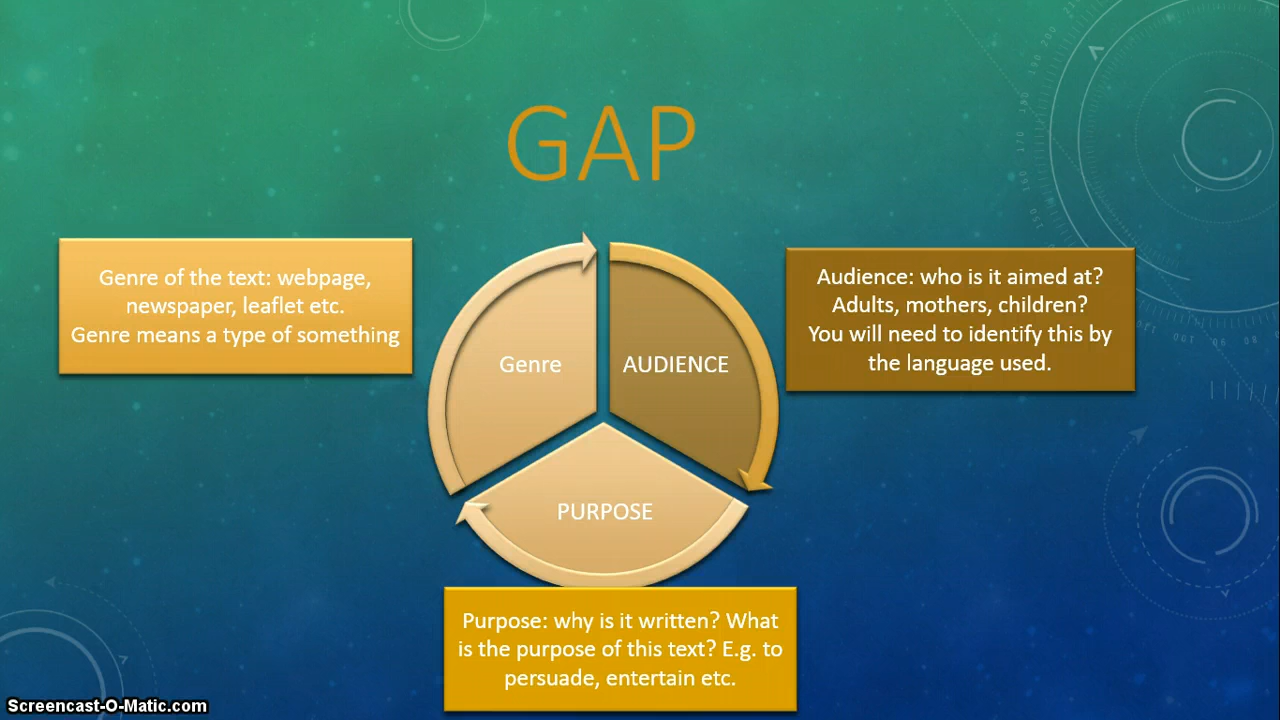 GAP
Genre of the text: webpage,
newspaper, leaflet etc.
Genre means a type of something
Genre
AUDIENCE
Audience: who is it aimed at?
Adults, mothers, children?
You will need to identify this by
the language used.
PURPOSE
Purpose: why is it written? What
is the purpose of this text? E.g. to
persuade, entertain etc.
Screencast-O-Matic.com